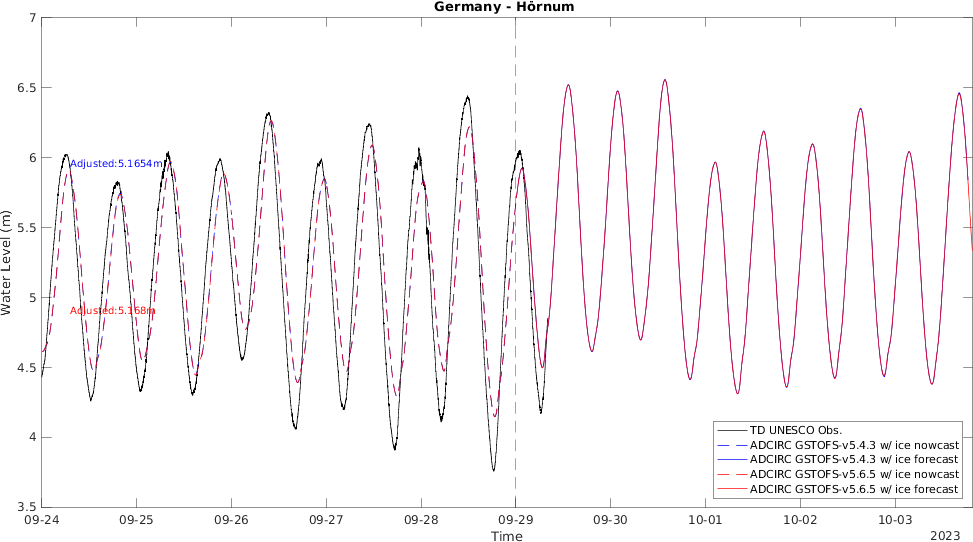 Germany - Hörnum
7
6.5
6
5.5
5
4.5
4
3.5
Water Level (m)
Adjusted:5.1654m
Adjusted:5.168m
TD UNESCO Obs.
ADCIRC GSTOFS-v5.4.3 w/ ice nowcast
ADCIRC GSTOFS-v5.4.3 w/ ice forecast
ADCIRC GSTOFS-v5.6.5 w/ ice nowcast
ADCIRC GSTOFS-v5.6.5 w/ ice forecast
09-24 09-25 09-26 09-27 09-28 09-29 09-30 10-01 10-02 10-03
Time
2023